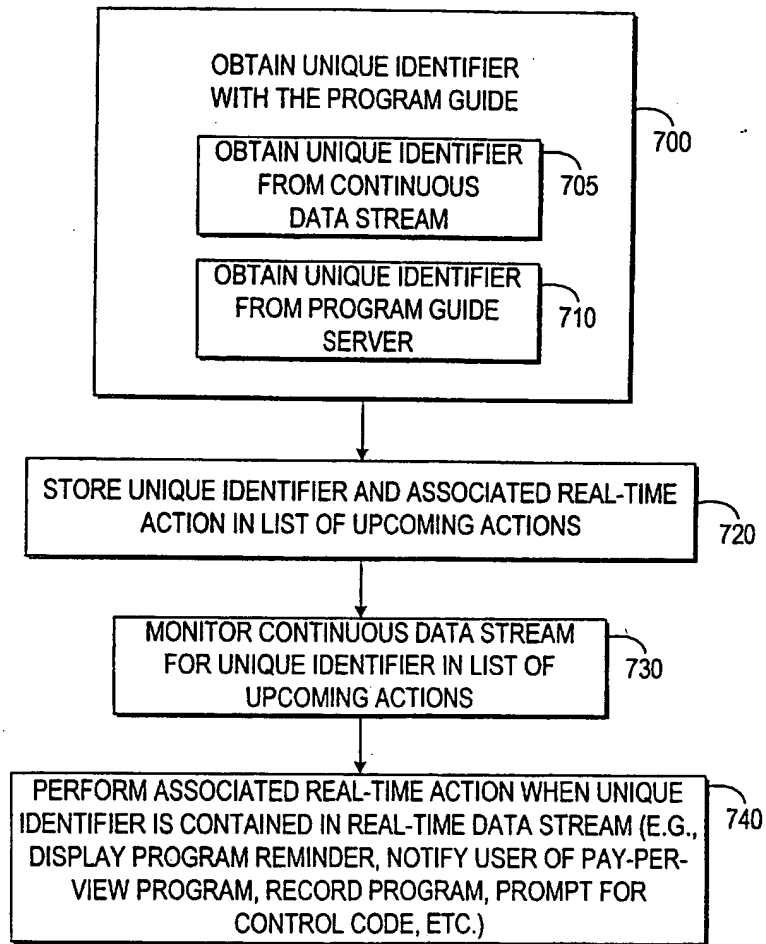 OBTAIN UNIQUE IDENTIFIER
WITH THE PROGRAM GUIDE
700
OBTAIN UNIQUE IDENTIFIER
FROM CONTINUOUS
DATA STREAM
705
OBTAIN UNIQUE IDENTIFIER
FROM PROGRAM GUIDE
SERVER
710
STORE UNIQUE IDENTIFIER AND ASSOCIATED REAL-TIME
ACTION IN LIST OF UPCOMING ACTIONS
720
MONITOR CONTINUOUS DATA STREAM
FOR UNIQUE IDENTIFIER IN LIST OF
UPCOMING ACTIONS
730
PERFORM ASSOCIATED REAL-TIME ACTION WHEN UNIQUE
IDENTIFIER IS CONTAINED IN REAL-TIME DATA STREAM (E.G.,
DISPLAY PROGRAM REMINDER, NOTIFY USER OF PAY-PER-
VIEW PROGRAM, RECORD PROGRAM, PROMPT FOR
CONTROL CODE, ETC.)
740